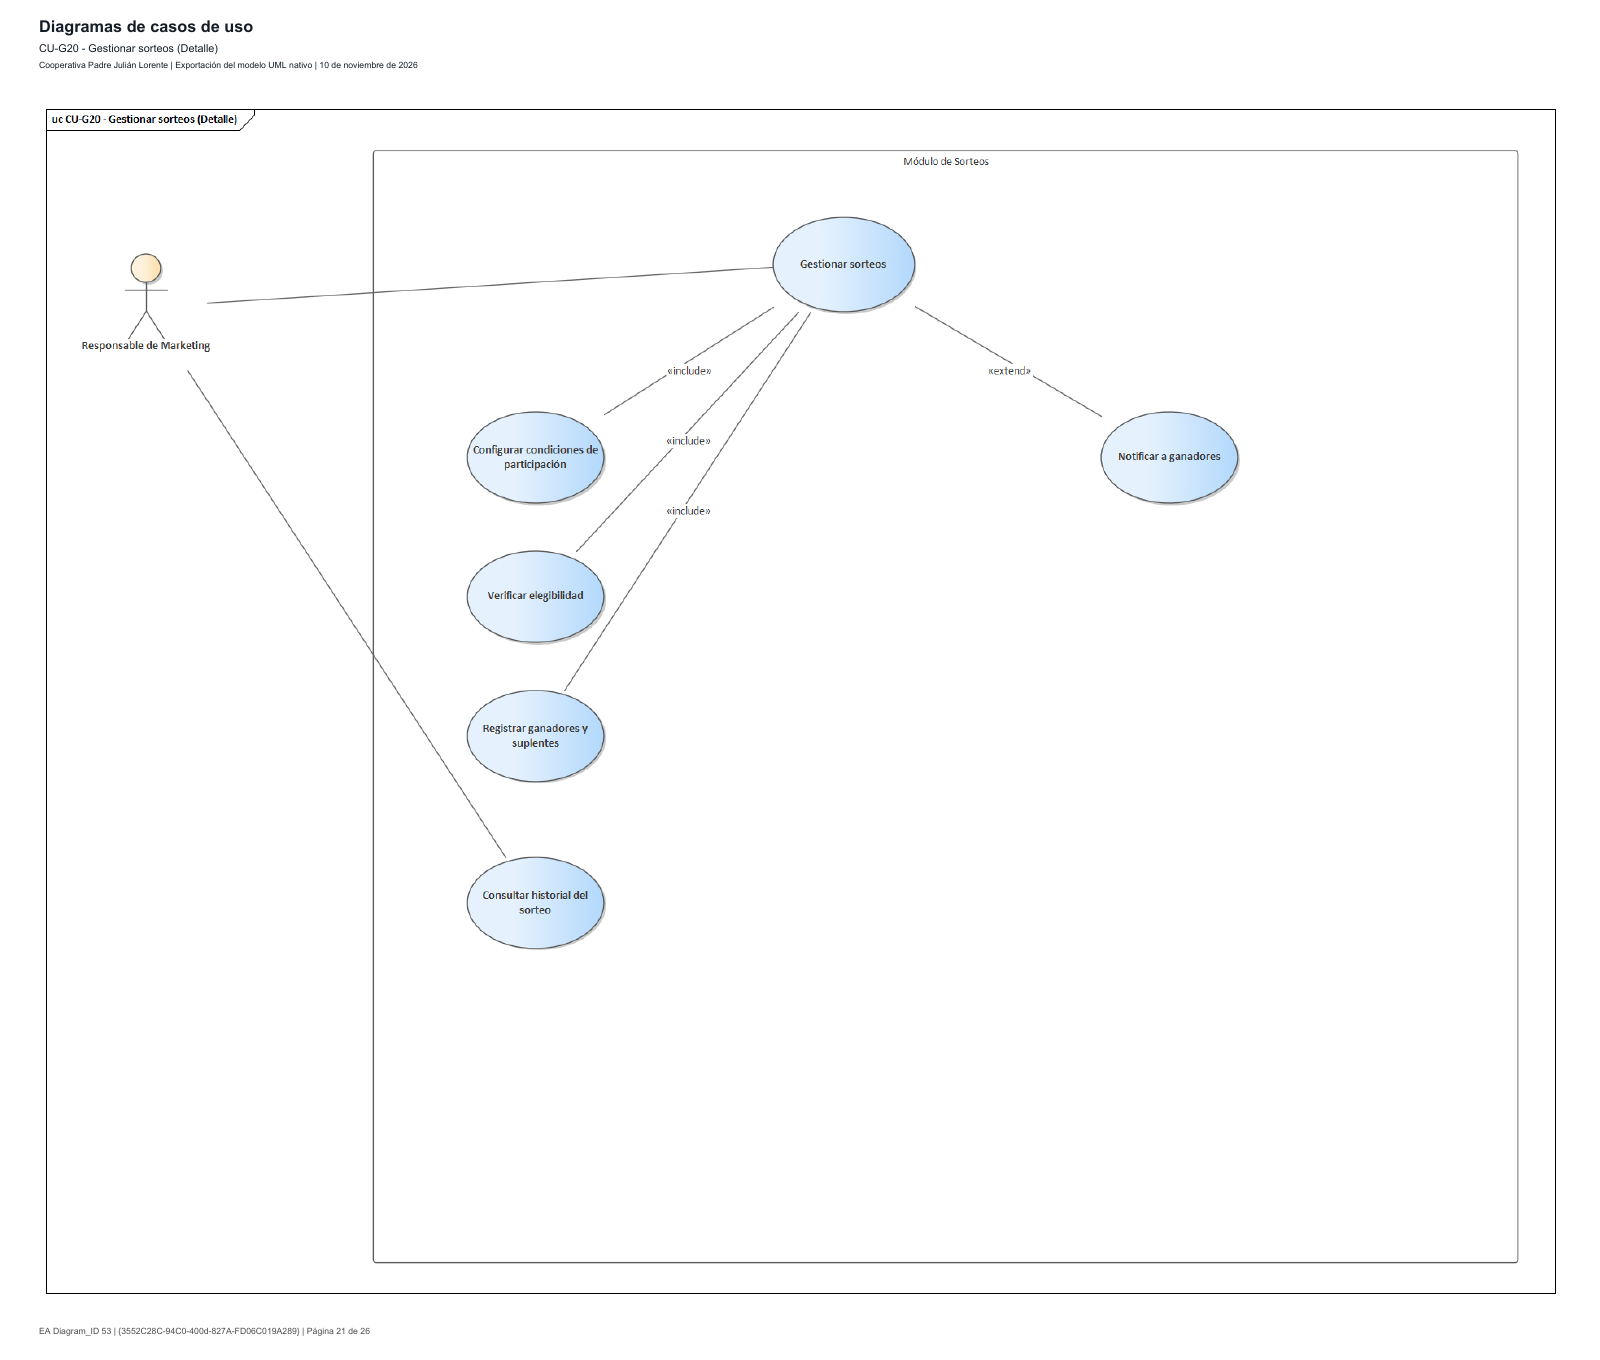 Diagramas de casos de uso
CU-G20 - Gestionar sorteos (Detalle)
Cooperativa Padre Julián Lorente | Exportación del modelo UML nativo | 10 de noviembre de 2026
uc CU-G20 - Gestionar sorteos (Detalle)
Módulo de Sorteos
Gestionar sorteos
Responsable de Marketing
«include»
«extend»
«include»
Configurar condiciones de
participación
Notificar a ganadores
«include»
Verificar elegibilidad
Registrar ganadores y
suplentes
Consultar historial del
sorteo
EA Diagram_ID 53 | {3552C28C-94C0-400d-827A-FD06C019A289} | Página 21 de 26